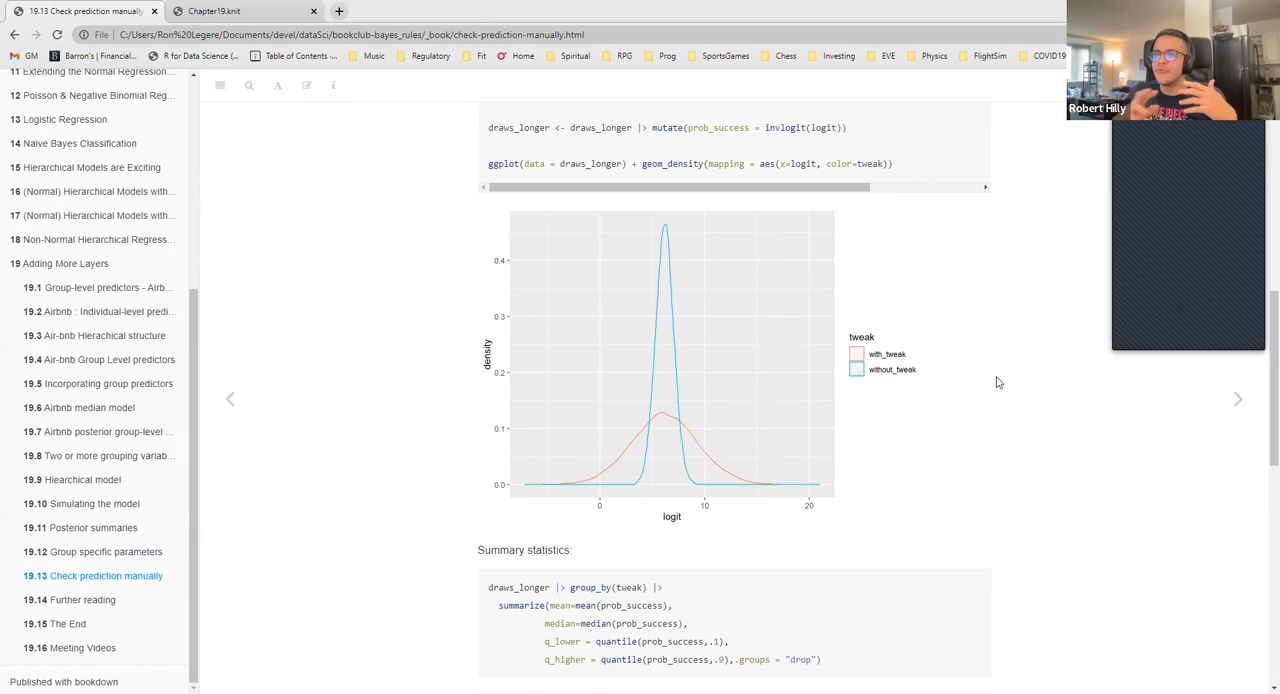 19.13 Check prediction manually
Chapter19.knit
File
C:/Users/Ron%20Legere/Documents/devel/dataSci/bookclub-bayes_rules/_book/check-predictionmanually.html
GM
Barron's | Financial...
R for Data Science (...
Table of Contents -...
Music
Regulatory
Fit
Home
Spiritual
RPG
Prog
SportsGames
Chess
Investing
EVE
Physics
FlightSim
COVID19
Robert Hilly
11 Extending the Normal Regression...
12 Poisson & Negative Binomial Reg...
13 Logistic Regression
14 Naive Bayes Classification
15 Hierarchical Models are Exciting
16 (Normal) Hierarchical Models with...
17 (Normal) Hierarchical Models with...
18 Non-Normal Hierarchical Regress...
19 Adding More Layers
19.1 Group-level predictors - Airb...
19.2 Airbnb : Individual-level predi...
19.3 Air-bnb Hierachical structure
19.4 Air-bnb Group Level predictors
19.5 Incorporating group predictors
19.6 Airbnb median model
19.7 Airbnb posterior group-level ...
19.8 Two or more grouping variab...
19.9 Hiearchical model
19.10 Simulating the model
19.11 Posterior summaries
19.12 Group specific parameters
19.13 Check prediction manually
19.14 Further reading
19.15 The End
19.16 Meeting Videos
Published with bookdown
draws_longer <- draws_longer |> mutate(prob_success = invlogit(logit))
ggplot(data = draws_longer) + geom_density(mapping = aes(x=logit, color=tweak))
0.4
0.3
0.2
0.1
0.0
density
0
10
20
logit
tweak
with_tweak
without_tweak
Summary statistics:
draws_longer |> group_by(tweak) |>
summarize(mean=mean(prob_success),
median=median(prob_success),
q_lower = quantile(prob_success,.1),
q_higher = quantile(prob_success,.9),.groups = "drop")